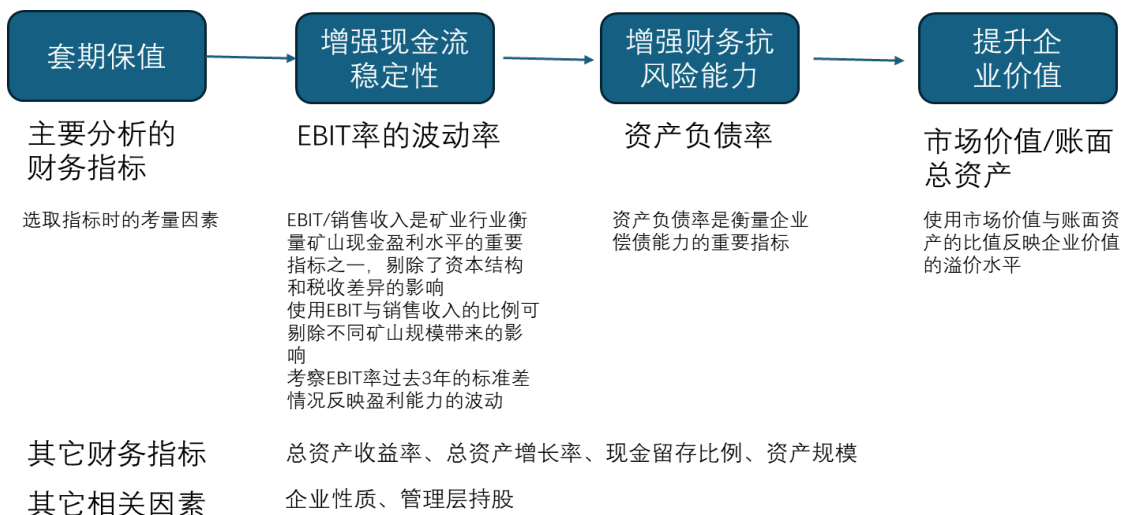 套期保值
增强现金流
稳定性
增强财务抗
风险能力
提升企
业价值
主要分析的
财务指标
EBIT率的波动率
资产负债率
市场价值/账面
总资产
选取指标时的考量因素
EBIT/销售收入是矿业行业衡
量矿山现金盈利水平的重要
指标之一，剔除了资本结构
和税收差异的影响
使用EBIT与销售收入的比例可
剔除不同矿山规模带来的影
响
考察EBIT率过去3年的标准差
情况反映盈利能力的波动
资产负债率是衡量企业
偿债能力的重要指标
使用市场价值与账面资
产的比值反映企业价值
的溢价水平
其它财务指标
总资产收益率、总资产增长率、现金留存比例、资产规模
其它相关因素
企业性质、管理层持股